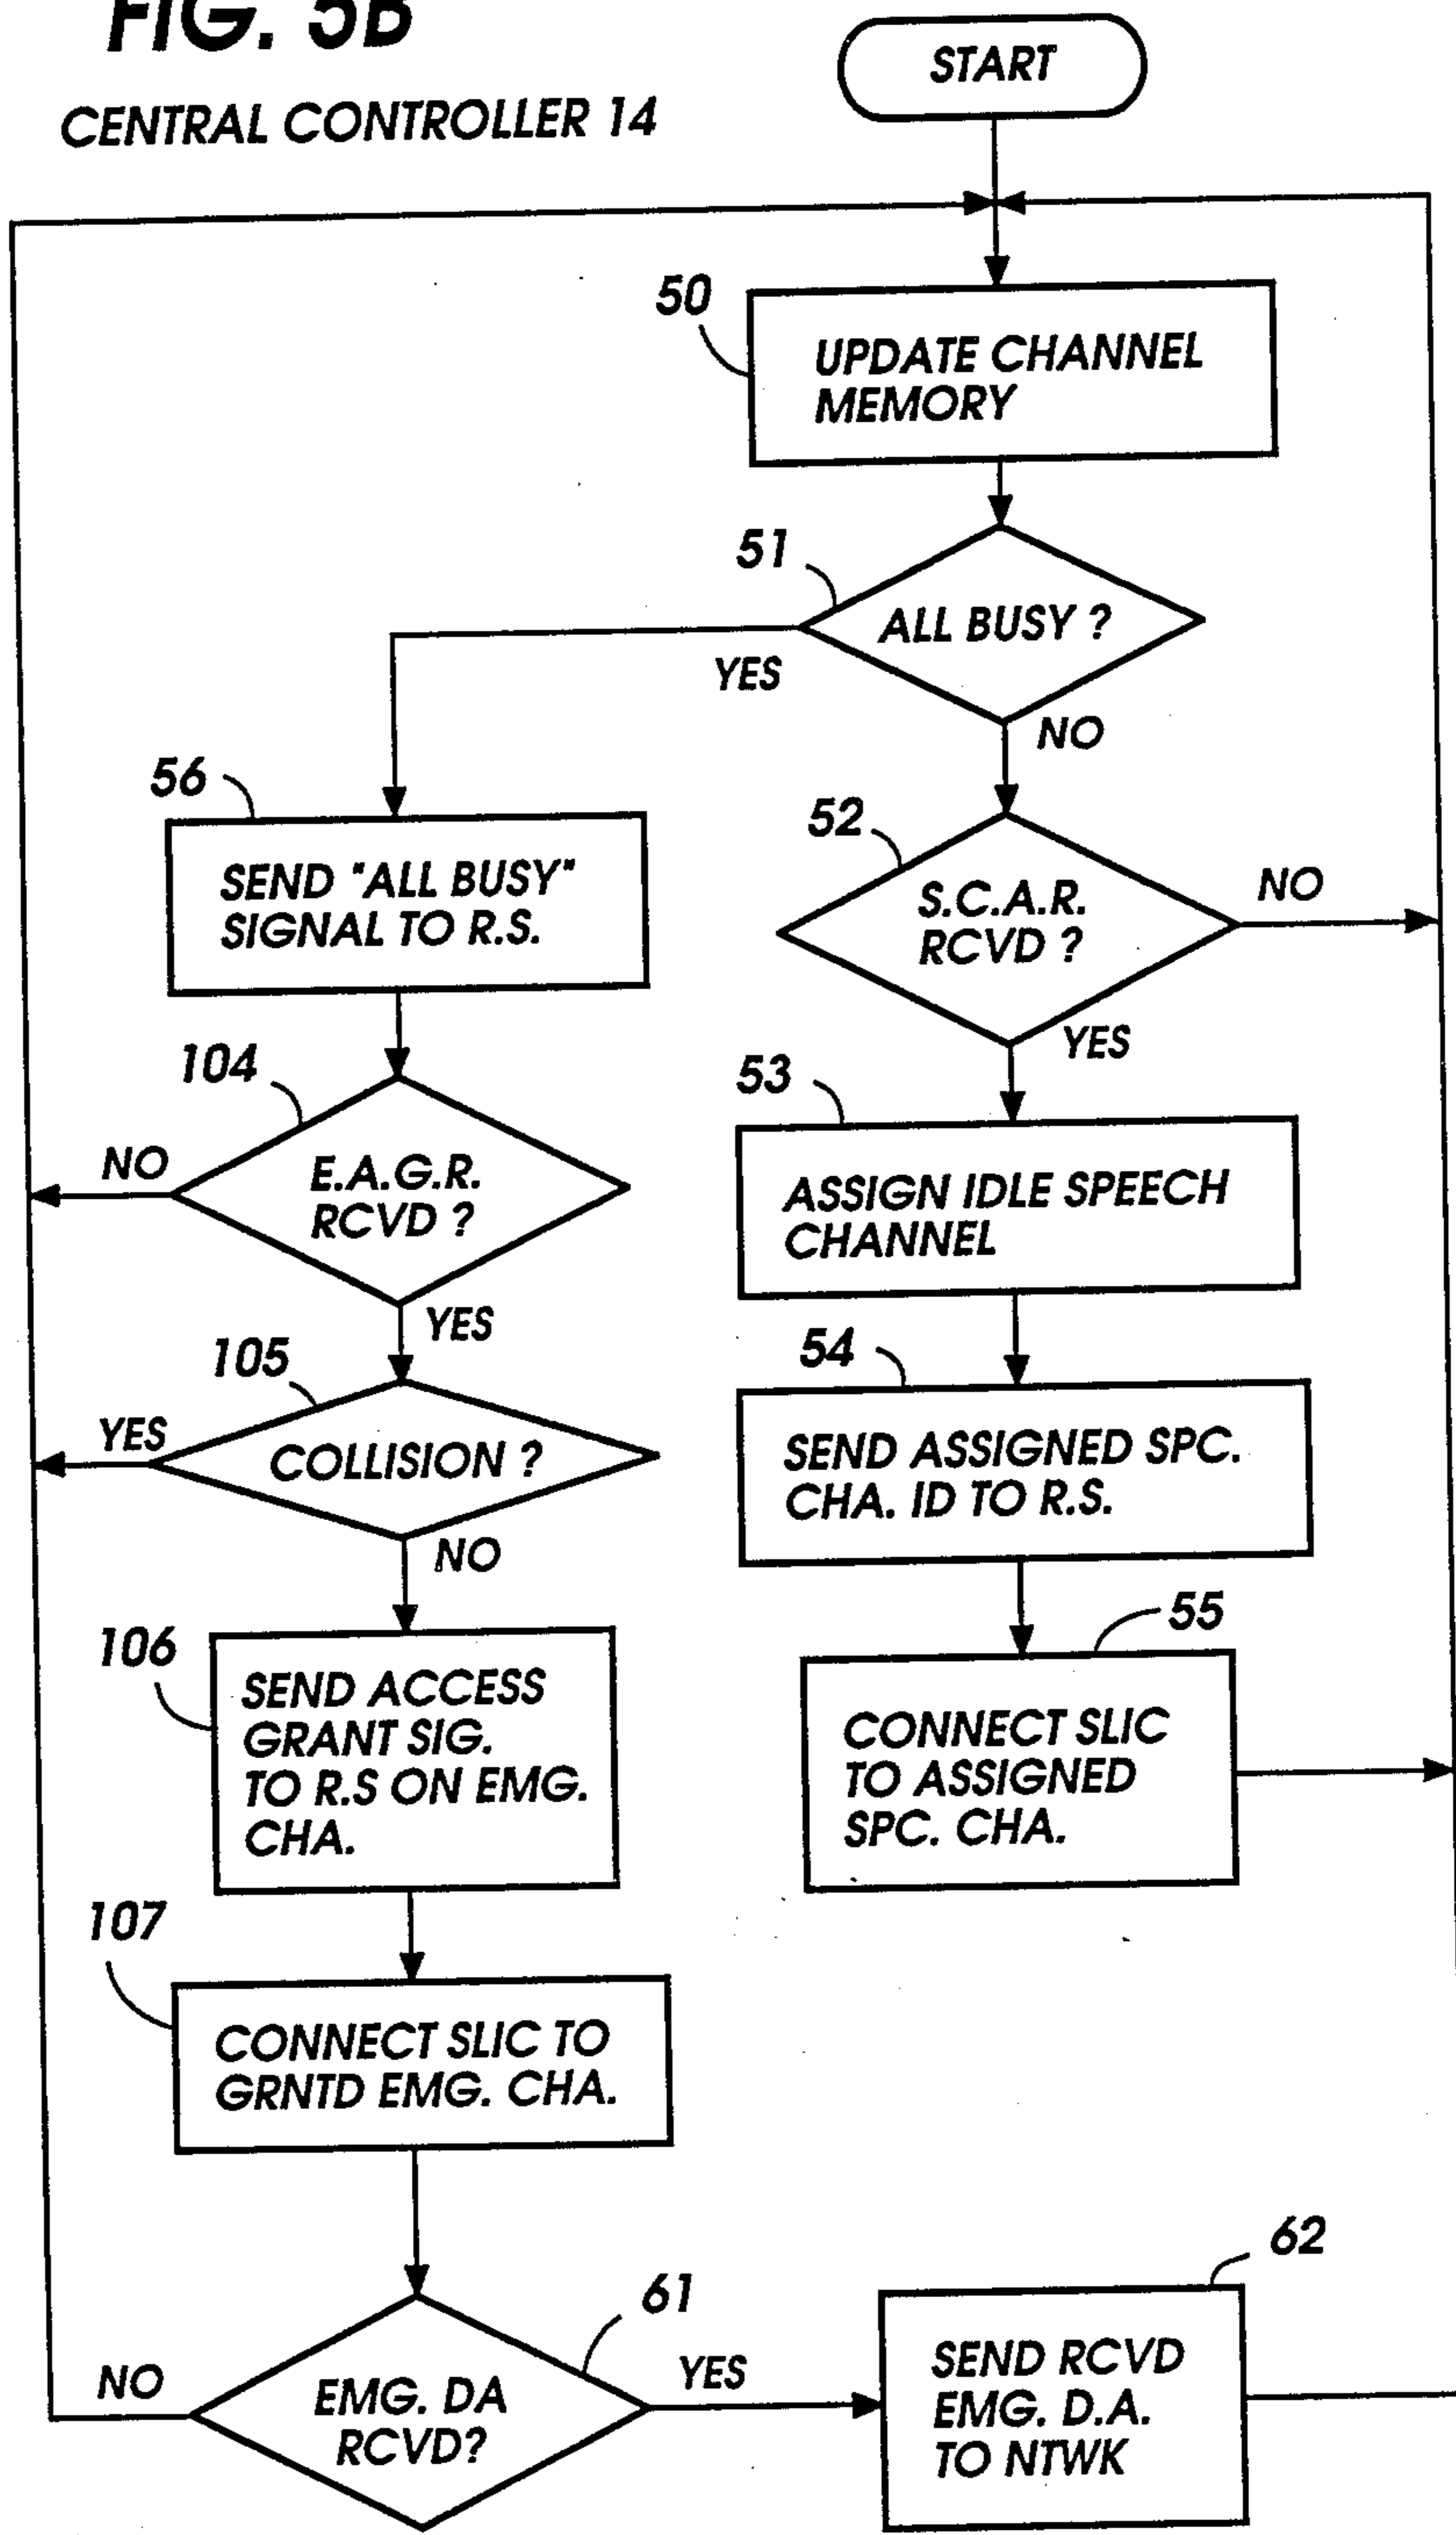 FIG. 5B
CENTRAL CONTROLLER 14
START
50
UPDATE CHANNEL
MEMORY
51
ALL BUSY ?
YES
NO
56
SEND "ALL BUSY"
SIGNAL TO R.S.
52
S.C.A.R.
RCVD ?
NO
YES
104
E.A.G.R.
RCVD ?
NO
YES
53
ASSIGN IDLE SPEECH
CHANNEL
105
COLLISION ?
YES
NO
54
SEND ASSIGNED SPC.
CHA. ID TO R.S.
106
SEND ACCESS
GRANT SIG.
TO R.S ON EMG.
CHA.
55
CONNECT SLIC
TO ASSIGNED
SPC. CHA.
107
CONNECT SLIC TO
GRNTD EMG. CHA.
61
EMG. DA
RCVD?
NO
YES
62
SEND RCVD
EMG. D.A.
TO NTWK